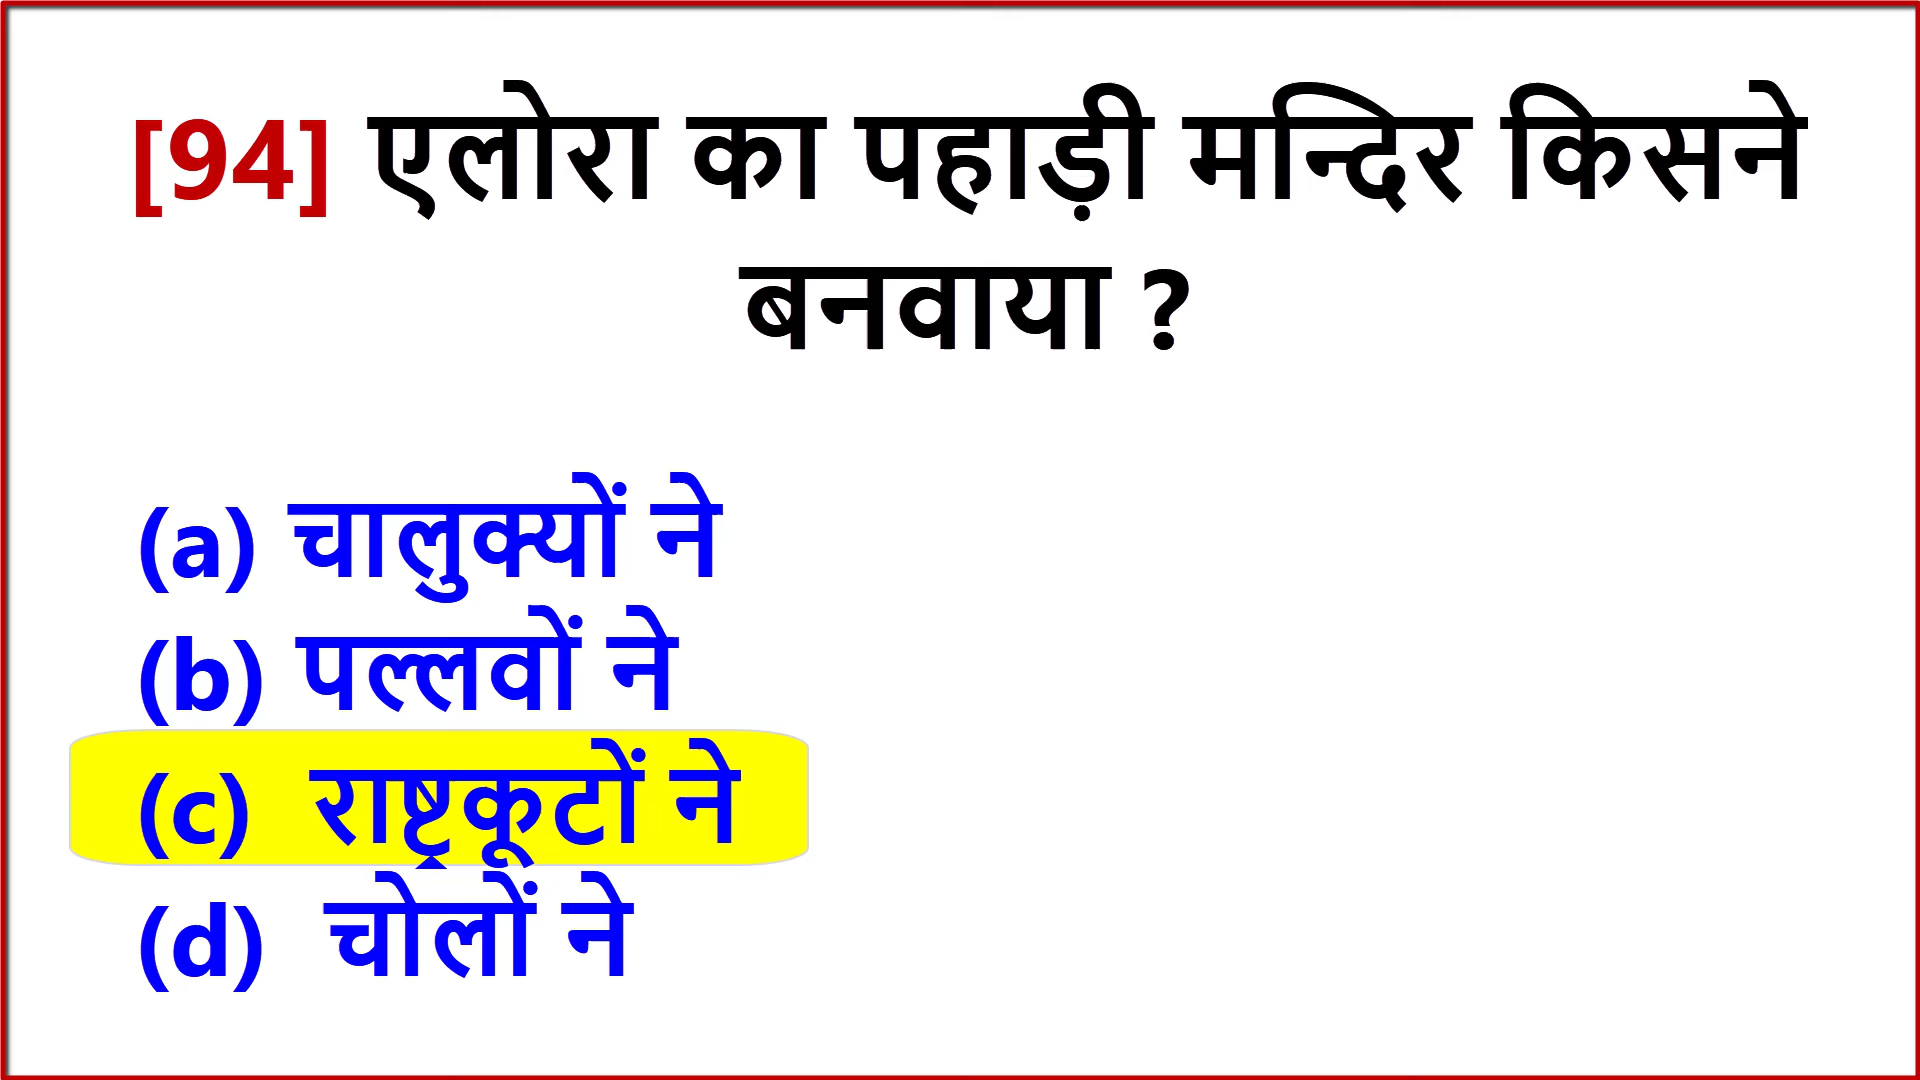 [94] एलोरा का पहाड़ी मन्दिर किसने
बनवाया ?
(a) चालुक्यों ने
(b) पल्लवों ने
(c) राष्ट्रकूटों ने
(d) चोलों ने